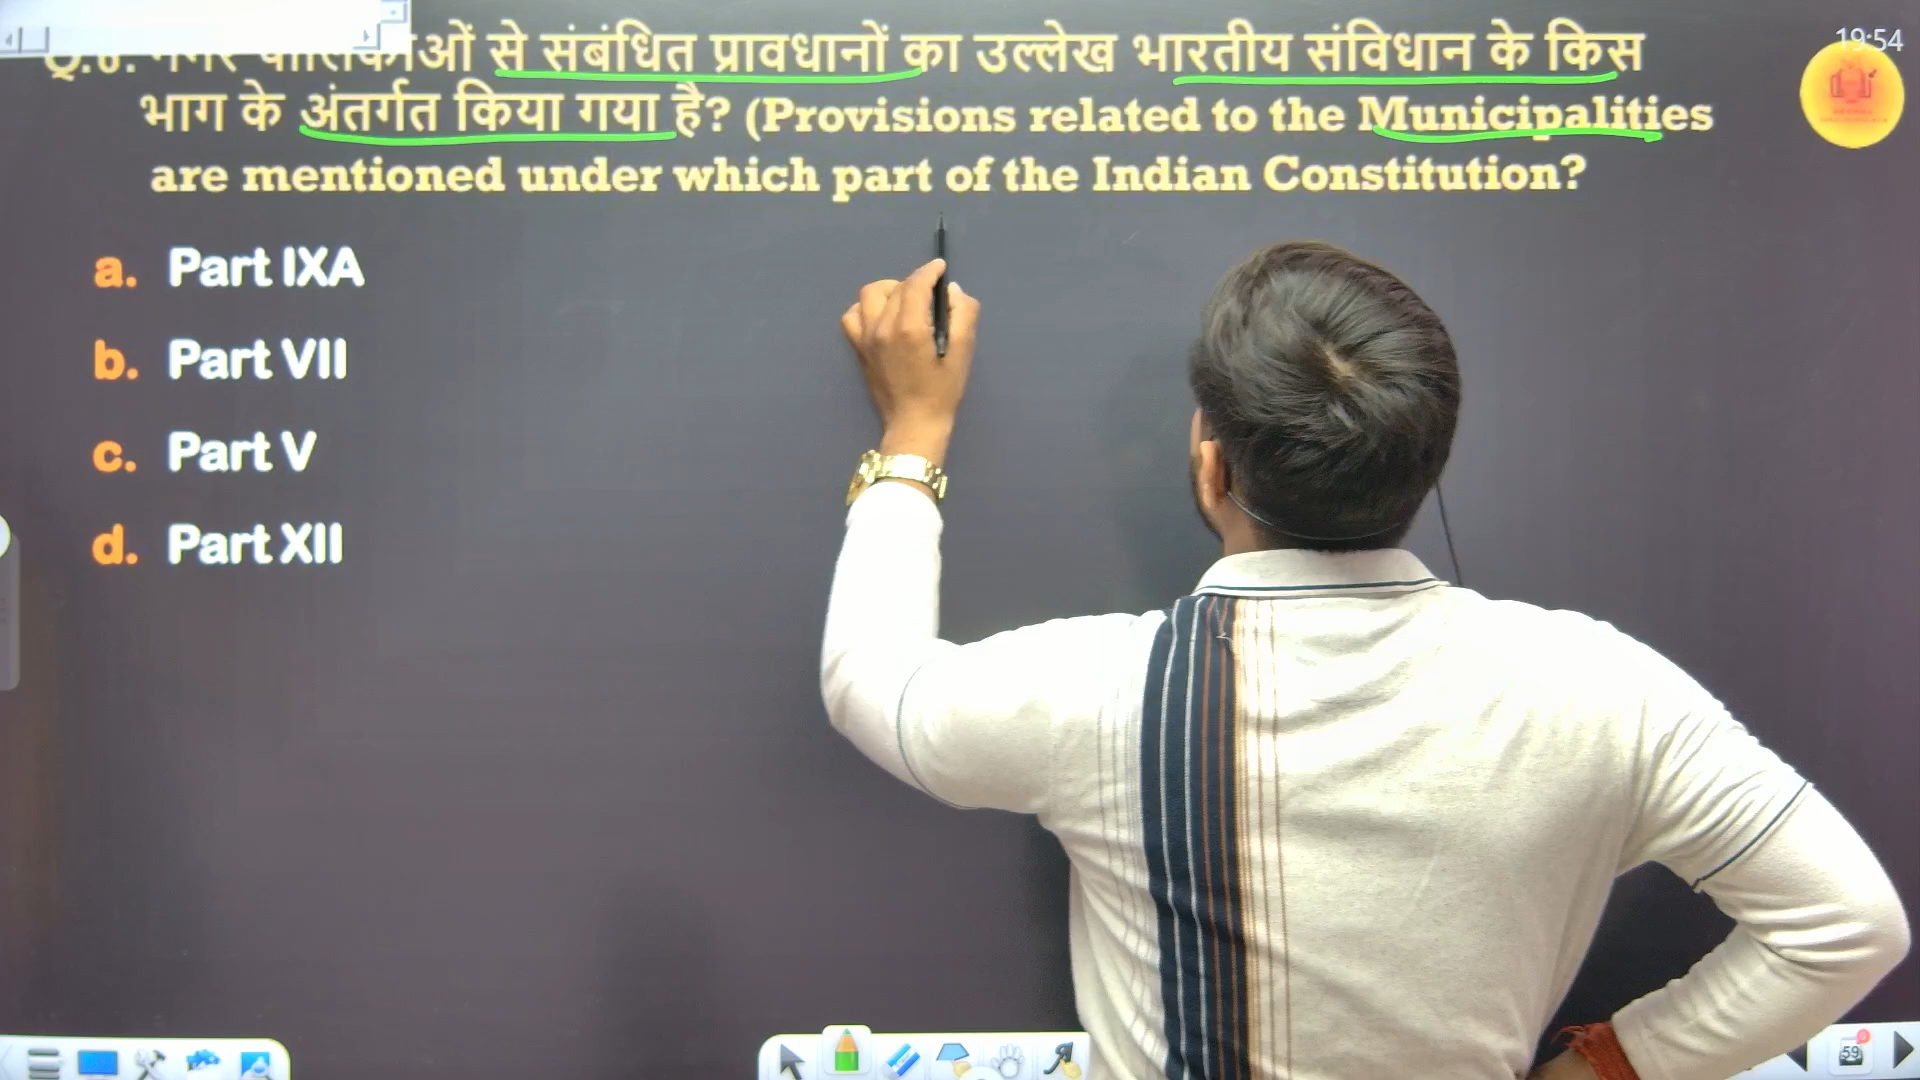 से संबंधित प्रावधानों का उल्लेख भारतीय संविधान के किस
भाग के अंतर्गत किया गया है? (Provisions related to the Municipalities
are mentioned under which part of the Indian Constitution?
a. Part IXA
b. Part VII
c. Part V
d. Part XII
19:54
59